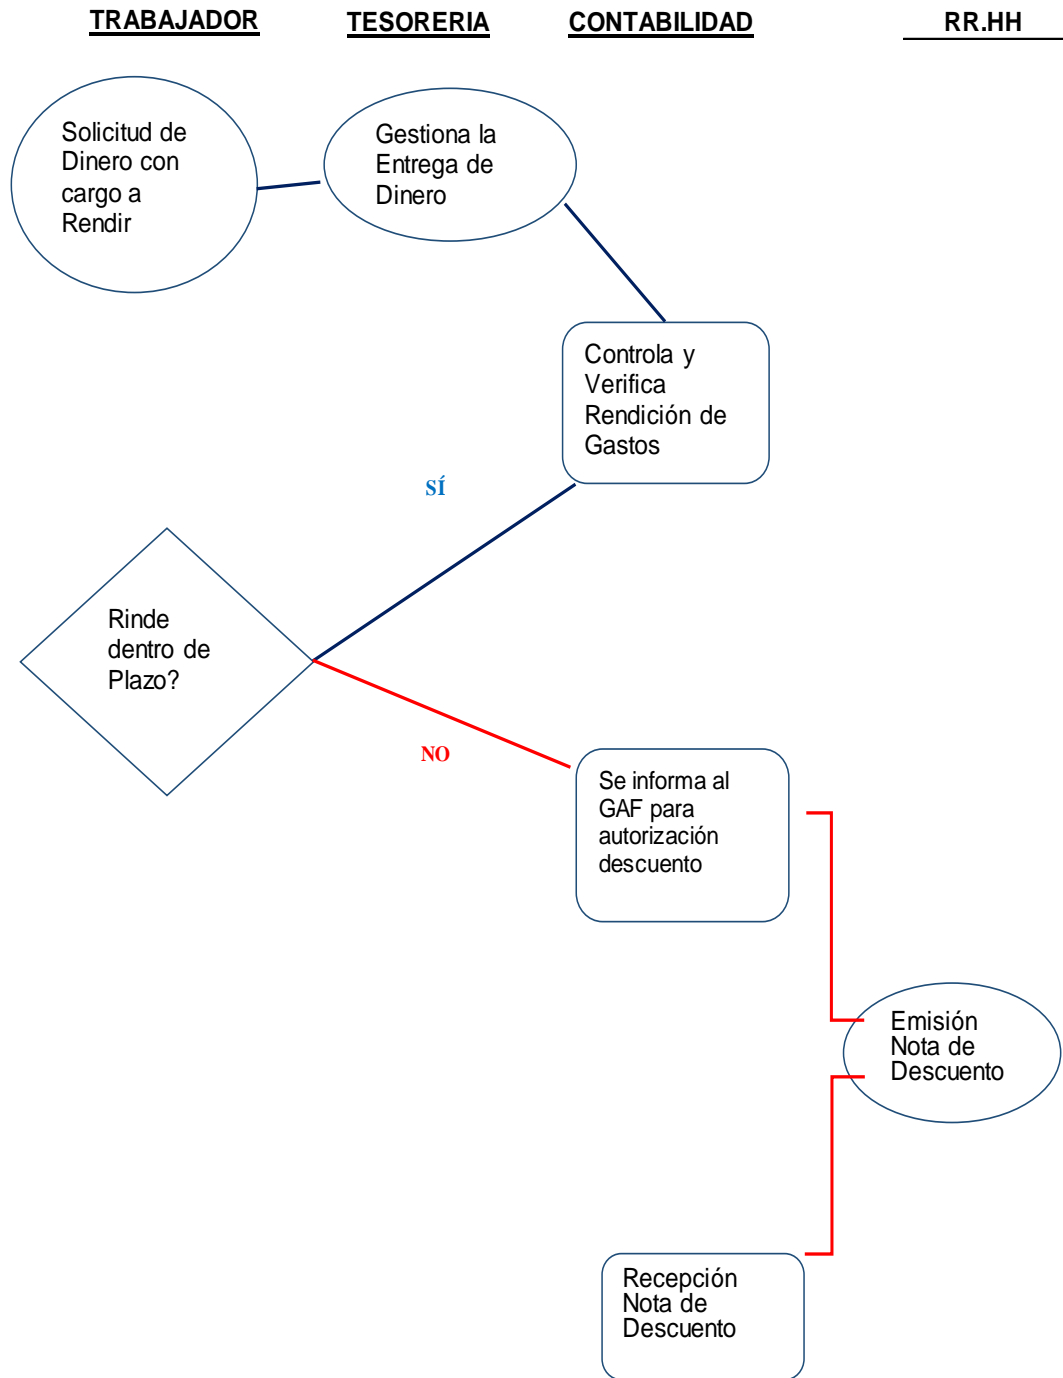 TRABAJADOR TESORERIA CONTABILIDAD RR.HH
Solicitud de
Dinero con
cargo a
Rendir
Gestiona la
Entrega de
Dinero
Controla y
Verifica
Rendición de
Gastos
SÍ
Rinde
dentro de
Plazo?
NO
Se informa al
GAF para
autorización
descuento
Emisión
Nota de
Descuento
Recepción
Nota de
Descuento